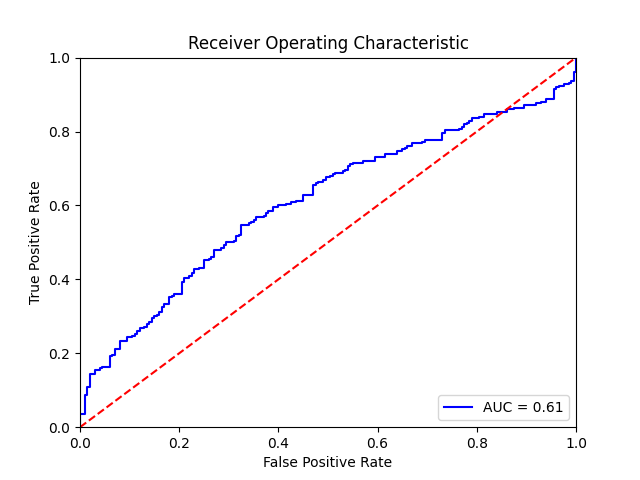 Receiver Operating Characteristic
True Positive Rate
1.0
0.8
0.6
0.4
0.2
0.0
AUC = 0.61
0.0 0.2 0.4 0.6 0.8 1.0
False Positive Rate